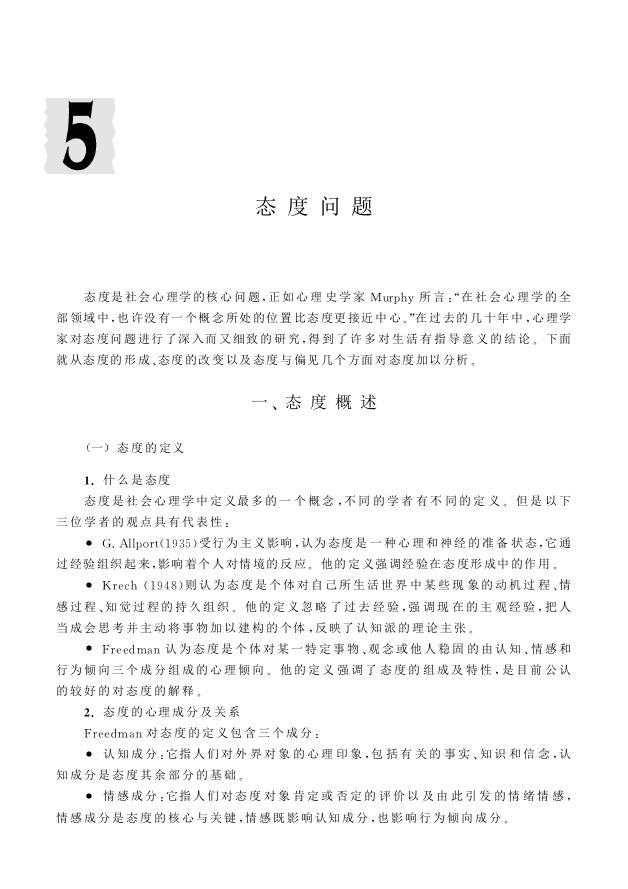 5
态度问题
态度是社会心理学的核心问题,正如心理史学家 Murphy 所言:“在社会心理学的全
部领域中,也许没有一个概念所处的位置比态度更接近中心。”在过去的几十年中,心理学
家对态度问题进行了深入而又细致的研究,得到了许多对生活有指导意义的结论。下面
就从态度的形成、态度的改变以及态度与偏见几个方面对态度加以分析。
一、态度概述
(一) 态度的定义
1. 什么是态度
态度是社会心理学中定义最多的一个概念,不同的学者有不同的定义。但是以下
三位学者的观点具有代表性:
● G. Allport(1935)受行为主义影响,认为态度是一种心理和神经的准备状态,它通
过经验组织起来,影响着个人对情境的反应。他的定义强调经验在态度形成中的作用。
● Krech (1948)则认为态度是个体对自己所生活世界中某些现象的动机过程、情
感过程、知觉过程的持久组织。他的定义忽略了过去经验,强调现在的主观经验,把人
当成会思考并主动将事物加以建构的个体,反映了认知派的理论主张。
● Freedman 认为态度是个体对某一特定事物、观念或他人稳固的由认知、情感和
行为倾向三个成分组成的心理倾向。他的定义强调了态度的组成及特性,是目前公认
的较好的对态度的解释。
2. 态度的心理成分及关系
Freedman 对态度的定义包含三个成分:
● 认知成分:它指人们对外界对象的心理印象,包括有关的事实、知识和信念,认
知成分是态度其余部分的基础。
● 情感成分:它指人们对态度对象肯定或否定的评价以及由此引发的情绪情感,
情感成分是态度的核心与关键,情感既影响认知成分,也影响行为倾向成分。